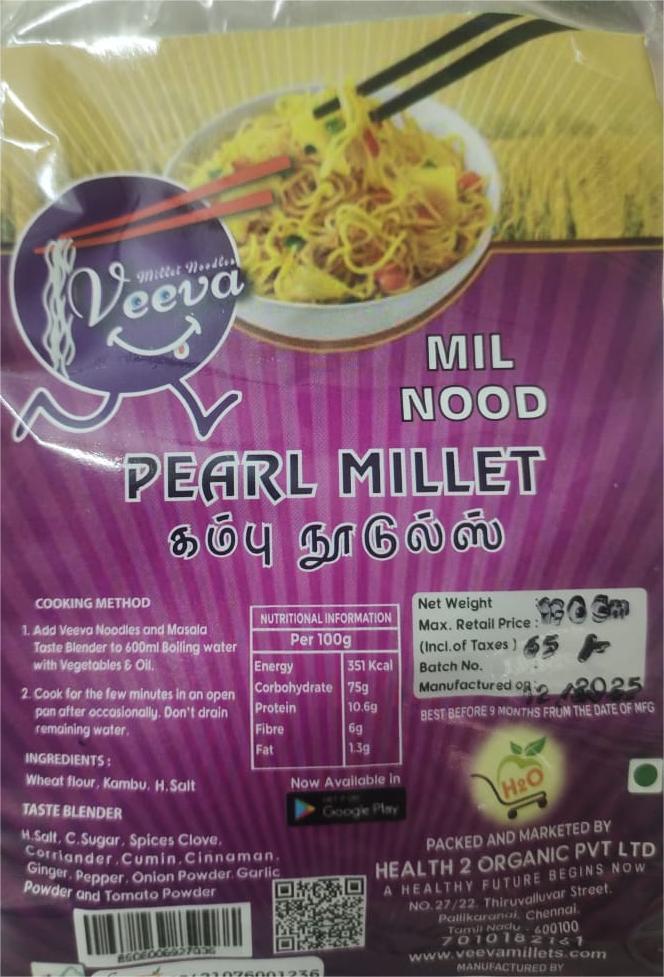 Millet Noodles
Veeva
MIL
NOOD
PEARL MILLET
கம்பு நூடுல்ஸ்
COOKING METHOD
1. Add Veeva Noodles and Masala
Taste Blender to 600ml Boiling water
with Vegetables & Oil.
2. Cook for the few minutes in an open
pan after occasionally. Don't drain
remaining water.
INGREDIENTS :
Wheat flour, Kambu, H.Salt
TASTE BLENDER
H.Salt, C.Sugar, Spices Clove,
Corriander, Cumin, Cinnaman,
Ginger, Pepper, Onion Powder, Garlic
Powder and Tomato Powder
NUTRITIONAL INFORMATION
Per 100g
Energy 351 Kcal
Carbohydrate 75g
Protein 10.6g
Fibre 6g
Fat 1.3g
Now Available in
GET IT ON
Google Play
Net Weight :
Max. Retail Price :
(Incl.of Taxes) 65
Batch No. :
Manufactured on : 2025
BEST BEFORE 9 MONTHS FROM THE DATE OF MFG
H2O
PACKED AND MARKETED BY
HEALTH 2 ORGANIC PVT LTD
A HEALTHY FUTURE BEGINS NOW
NO.27/22, Thiruvalluvar Street,
Pallikaranai, Chennai,
Tamil Nadu - 600100
www.veevamillets.com
MANUFACTURED BY